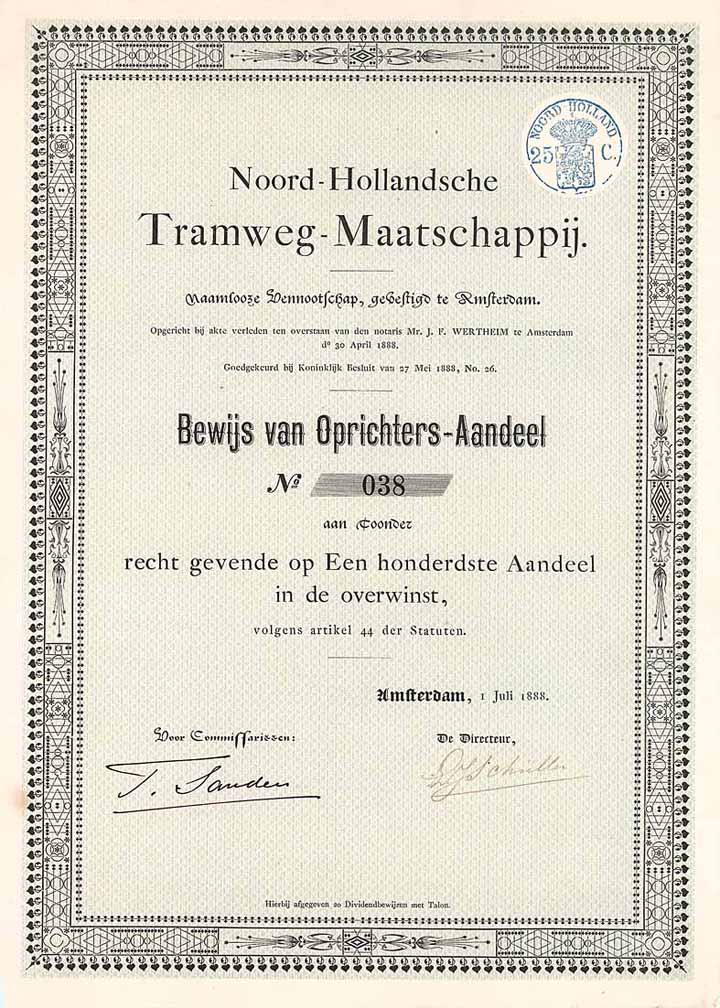 NOORD HOLLAND
25 C.
Noord-Hollandsche
Tramweg-Maatschappij.
Naamlooze Vennootschap, gevestigd te Amsterdam.
Opgericht bij akte verleden ten overstaan van den notaris Mr. J. F. WERTHEIM te Amsterdam
do 30 April 1888.
Goedgekeurd bij Koninklijk Besluit van 27 Mei 1888, No. 26.
Bewijs van Oprichters-Aandeel
No 038
aan Toonder
recht gevende op Een honderdste Aandeel
in de overwinst,
volgens artikel 44 der Statuten.
Amsterdam, 1 Juli 1888.
Voor Commissarissen: De Directeur,
T. Sanders Schüller
Hierbij afgegeven 20 Dividendbewijzen met Talon.